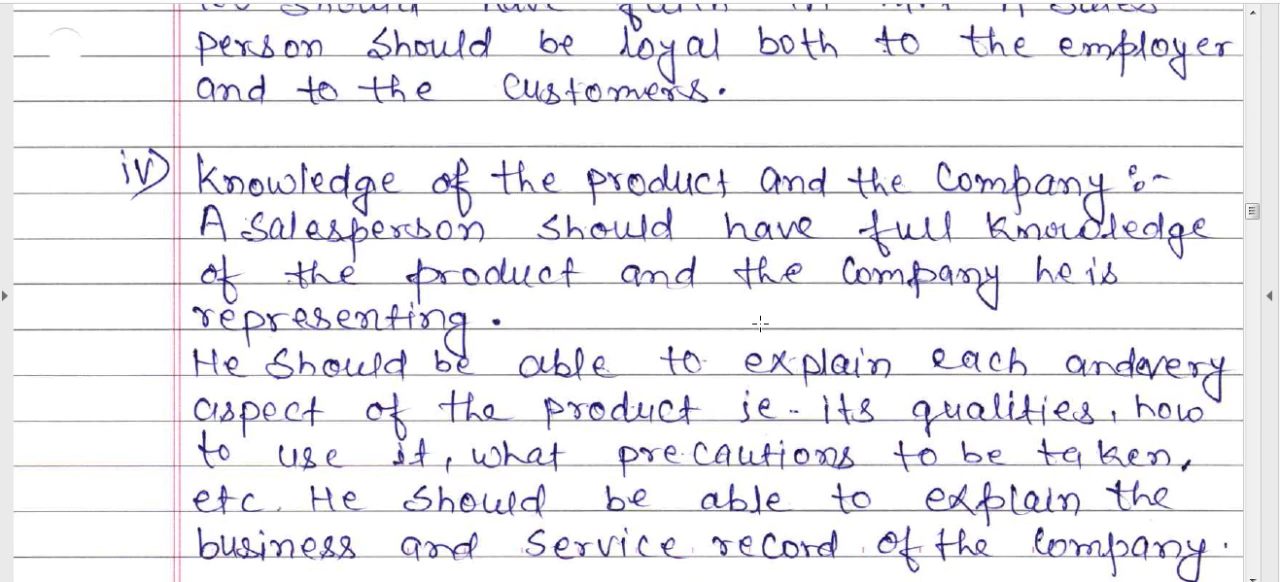 should have
person should be loyal both to the employer
and to the customers.
iv) Knowledge of the product and the Company :-
A salesperson should have full knowledge
of the product and the Company he is
representing.
He should be able to explain each andevery
aspect of the product ie. its qualities, how
to use it, what precautions to be taken,
etc. He should be able to explain the
business and service record of the Company.